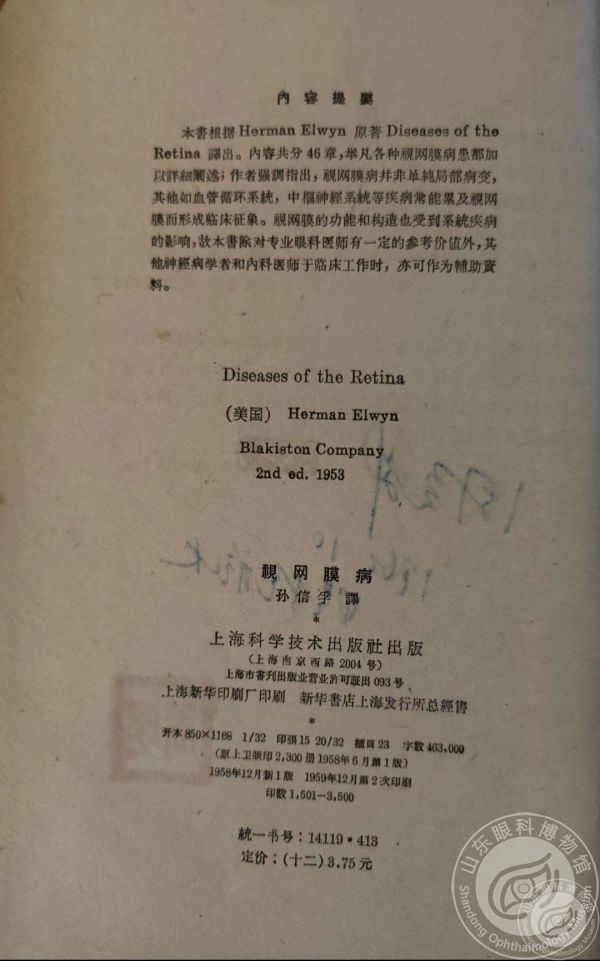 內容提要
本書根据 Herman Elwyn 原著 Diseases of the
Retina 譯出。內容共分46章，举凡各种視网膜病患都加
以詳細闡述；作者强調指出，視网膜病幷非单純局部病变，
其他如血管循环系統，中樞神經系統等疾病常能累及視网
膜而形成临床征象。視网膜的功能和构造也受到系統疾病
的影响，故本書除对专业眼科医师有一定的参考价値外，其
他神經病学者和內科医师于临床工作时，亦可作为輔助資
料。
Diseases of the Retina
(美国) Herman Elwyn
Blakiston Company
2nd ed. 1953
視网膜病
孙信孚 譯
*
上海科学技术出版社出版
(上海南京西路2004号)
上海市書刊出版业营业許可証出093号
上海新华印刷厂印刷 新华書店上海发行所总經售
*
开本850×1168 1/32 印張15 20/32 插頁23 字数463,000
(原上卫版印2,300册1958年6月第1版)
1958年12月新1版 1959年12月第2次印刷
印数1,501—3,500
統一书号：14119·413
定价：(十二) 3.75元
山东眼科博物馆
Shandong Ophthalmology Museum